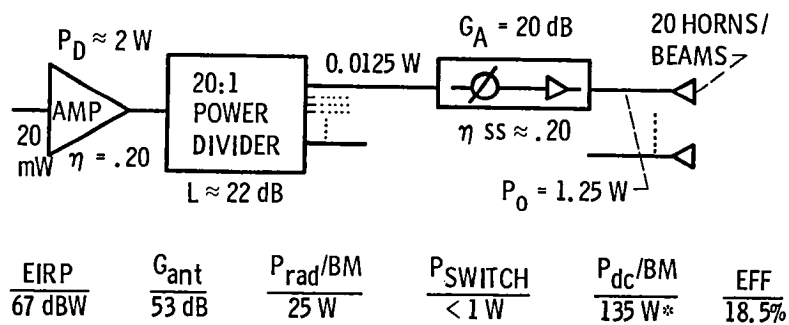 P_D ≈ 2 W
AMP
20 mW
η = .20
20:1 POWER DIVIDER
L ≈ 22 dB
0.0125 W
G_A = 20 dB
η SS ≈ .20
20 HORNS/ BEAMS
P_O = 1.25 W
EIRP G_ant P_rad/BM P_SWITCH P_dc/BM EFF
67 dBW 53 dB 25 W < 1 W 135 W* 18.5%